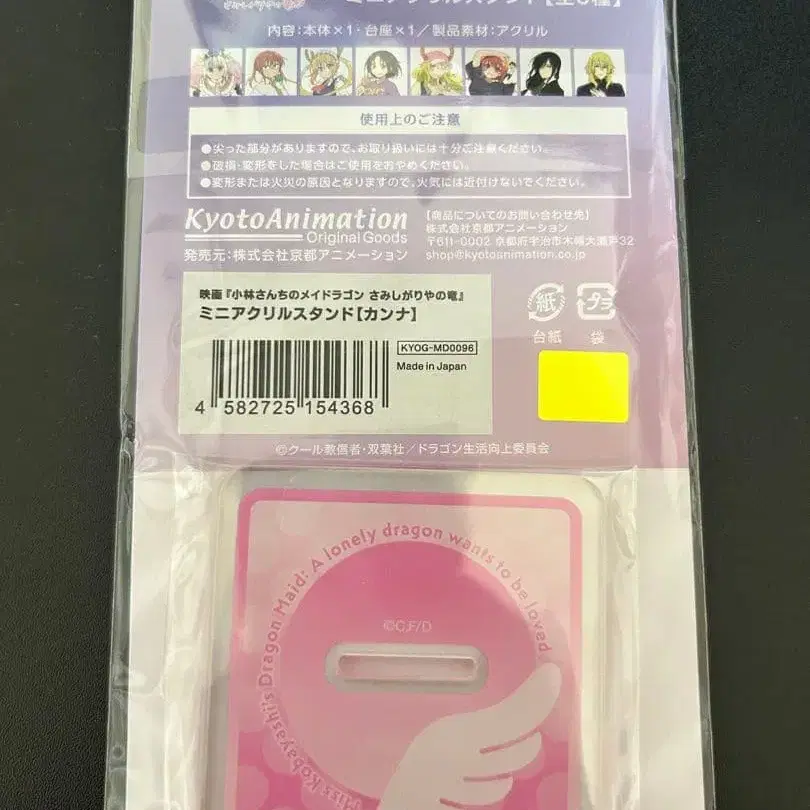 ミニアクリルスタンド【全8種】
内容:本体×1・台座×1/製品素材:アクリル
使用上のご注意
●尖った部分がありますので、お取り扱いには十分ご注意ください。
●破損・変形をした場合はご使用をおやめください。
●変形または火災の原因となりますので、火気には近付けないでください。
KyotoAnimation
Original Goods
発売元:株式会社京都アニメーション
【商品についてのお問い合わせ先】
株式会社京都アニメーション
〒611-0002 京都府宇治市木幡大瀬戸32
shop@kyotoanimation.co.jp
映画『小林さんちのメイドラゴン さみしがりやの竜』
ミニアクリルスタンド【カンナ】
KYOG-MD0096
Made in Japan
4 582725 154368
紙
台紙
プラ
袋
©クール教信者・双葉社/ドラゴン生活向上委員会
Miss Kobayashi's Dragon Maid: A lonely dragon wants to be loved
©C,F/D